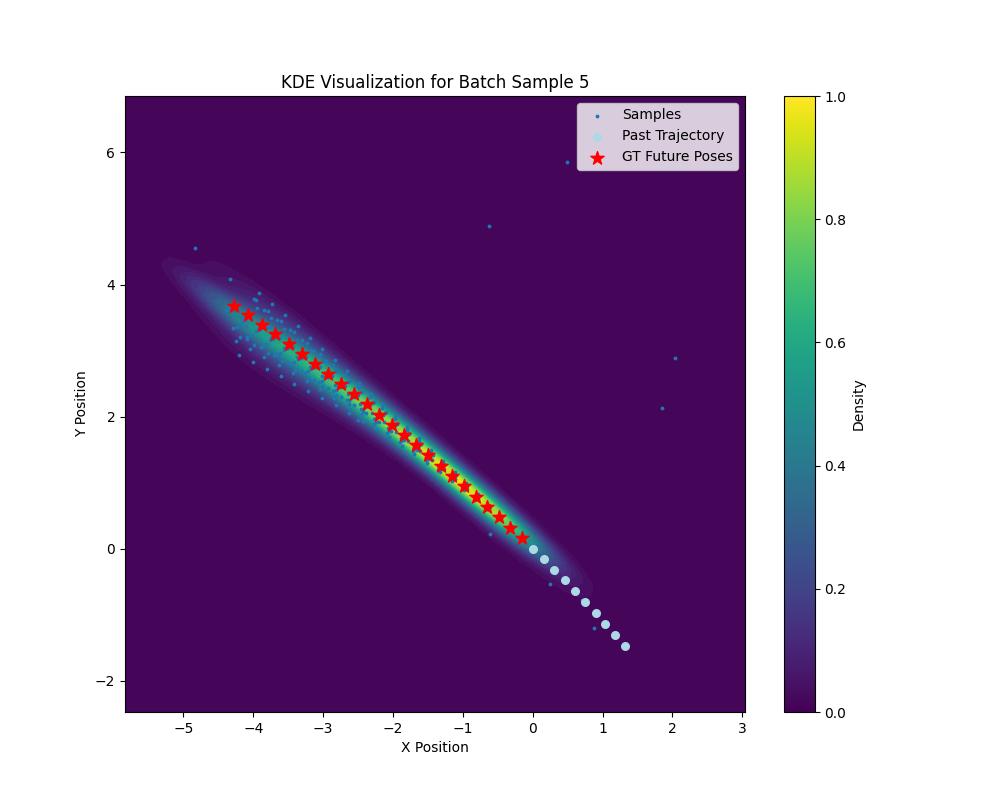 KDE Visualization for Batch Sample 5
Samples
Past Trajectory
GT Future Poses
6
4
2
0
−2
Y Position
−5
−4
−3
−2
−1
0
1
2
3
X Position
1.0
0.8
0.6
0.4
0.2
0.0
Density